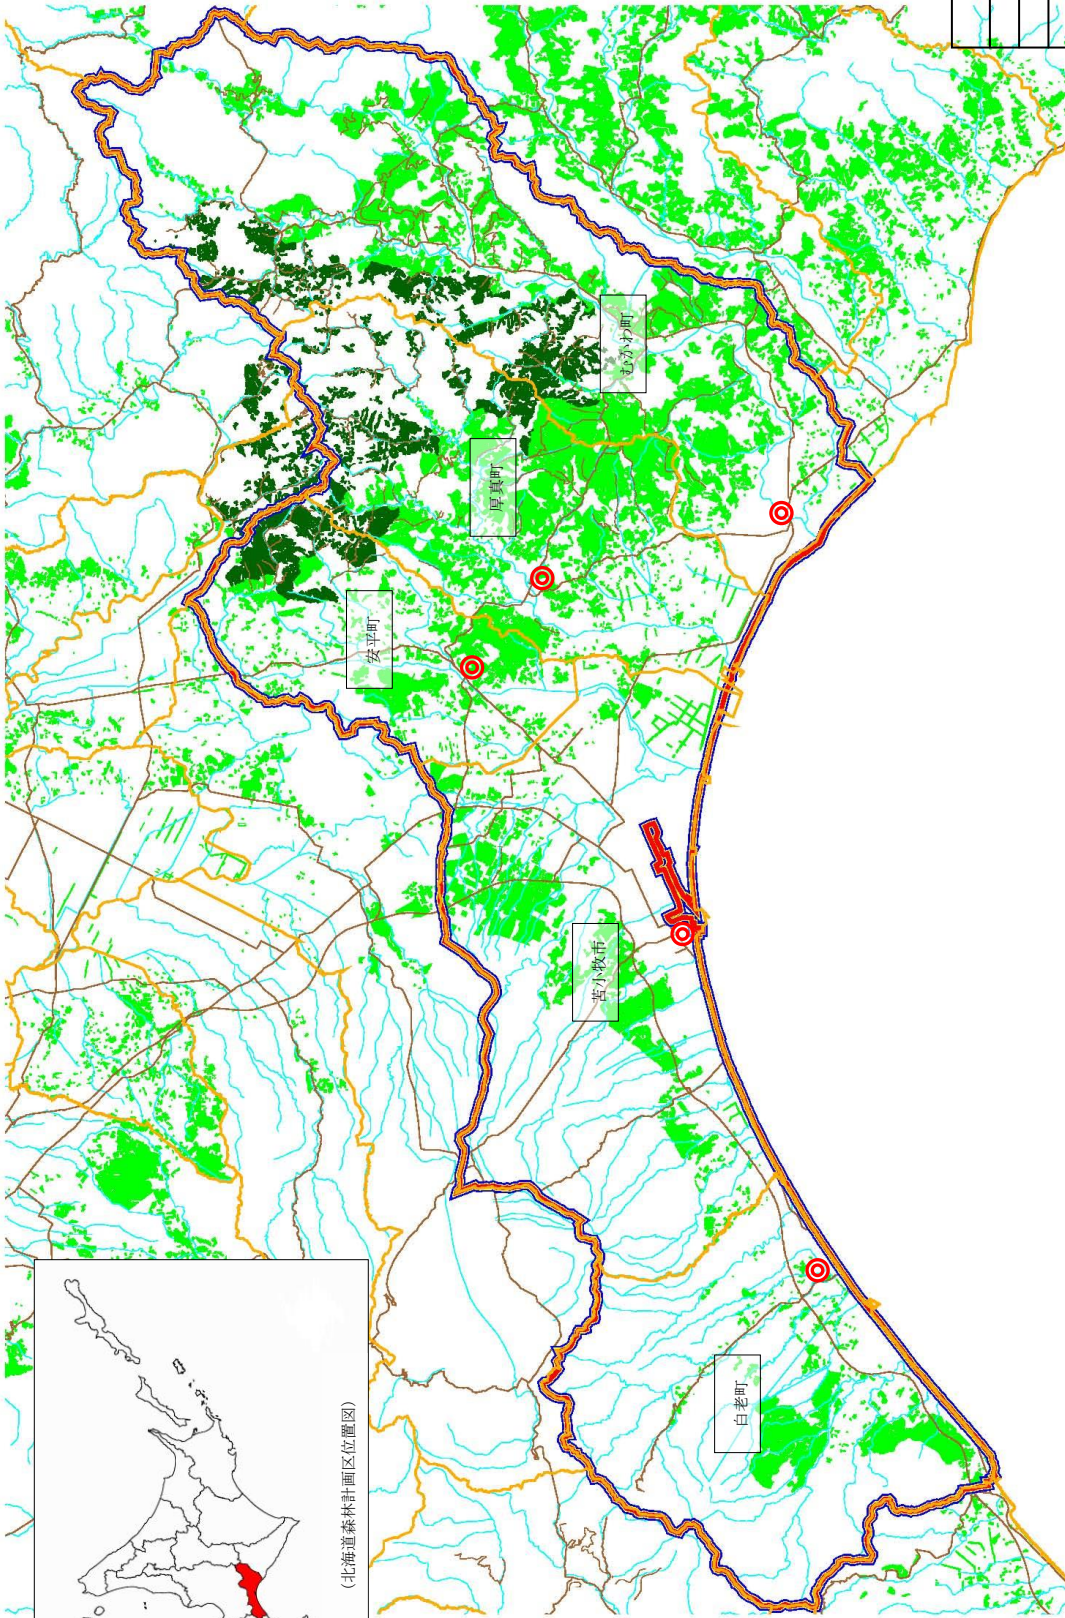 むかわ町
厚真町
安平町
苫小牧市
白老町
(北海道森林計画区位置図)